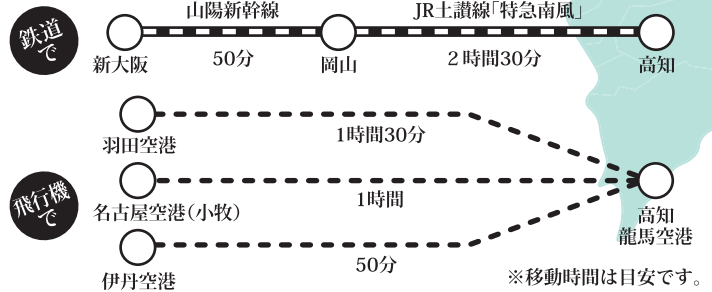 鉄道
で
山陽新幹線
JR土讃線「特急南風」
50分
2時間30分
新大阪
岡山
高知
1時間30分
羽田空港
飛行機
で
1時間
名古屋空港(小牧)
高知
龍馬空港
50分
伊丹空港
※移動時間は目安です。